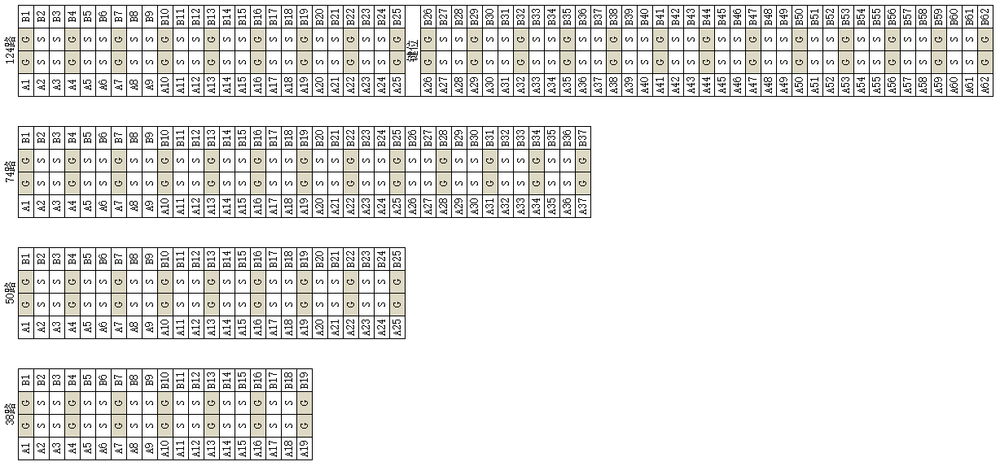 124路
B1 B2 B3 B4 B5 B6 B7 B8 B9 B10 B11 B12 B13 B14 B15 B16 B17 B18 B19 B20 B21 B22 B23 B24 B25 键位 B26 B27 B28 B29 B30 B31 B32 B33 B34 B35 B36 B37 B38 B39 B40 B41 B42 B43 B44 B45 B46 B47 B48 B49 B50 B51 B52 B53 B54 B55 B56 B57 B58 B59 B60 B61 B62
G S S G S S G S S G S S G S S G S S G S S G S S G G S S G S S G S S G S S G S S G S S G S S G S S G S S G S S G S S G S S G
G S S G S S G S S G S S G S S G S S G S S G S S G G S S G S S G S S G S S G S S G S S G S S G S S G S S G S S G S S G S S G
A1 A2 A3 A4 A5 A6 A7 A8 A9 A10 A11 A12 A13 A14 A15 A16 A17 A18 A19 A20 A21 A22 A23 A24 A25 A26 A27 A28 A29 A30 A31 A32 A33 A34 A35 A36 A37 A38 A39 A40 A41 A42 A43 A44 A45 A46 A47 A48 A49 A50 A51 A52 A53 A54 A55 A56 A57 A58 A59 A60 A61 A62
74路
B1 B2 B3 B4 B5 B6 B7 B8 B9 B10 B11 B12 B13 B14 B15 B16 B17 B18 B19 B20 B21 B22 B23 B24 B25 B26 B27 B28 B29 B30 B31 B32 B33 B34 B35 B36 B37
G S S G S S G S S G S S G S S G S S G S S G S S G S S G S S G S S G S S G
G S S G S S G S S G S S G S S G S S G S S G S S G S S G S S G S S G S S G
A1 A2 A3 A4 A5 A6 A7 A8 A9 A10 A11 A12 A13 A14 A15 A16 A17 A18 A19 A20 A21 A22 A23 A24 A25 A26 A27 A28 A29 A30 A31 A32 A33 A34 A35 A36 A37
50路
B1 B2 B3 B4 B5 B6 B7 B8 B9 B10 B11 B12 B13 B14 B15 B16 B17 B18 B19 B20 B21 B22 B23 B24 B25
G S S G S S G S S G S S G S S G S S G S S G S S G
G S S G S S G S S G S S G S S G S S G S S G S S G
A1 A2 A3 A4 A5 A6 A7 A8 A9 A10 A11 A12 A13 A14 A15 A16 A17 A18 A19 A20 A21 A22 A23 A24 A25
38路
B1 B2 B3 B4 B5 B6 B7 B8 B9 B10 B11 B12 B13 B14 B15 B16 B17 B18 B19
G S S G S S G S S G S S G S S G S S G
G S S G S S G S S G S S G S S G S S G
A1 A2 A3 A4 A5 A6 A7 A8 A9 A10 A11 A12 A13 A14 A15 A16 A17 A18 A19